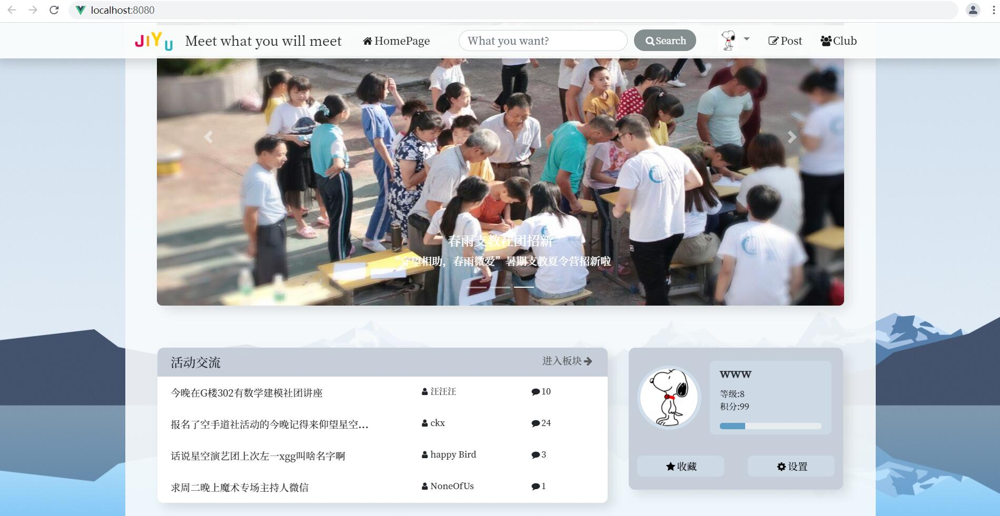 localhost:8080
JIYU Meet what you will meet HomePage What you want? Search Post Club
春雨支教社团招新
“守望相助，春雨微爱”暑期支教夏令营招新啦
活动交流 进入板块
今晚在G楼302有数学建模社团讲座 汪汪汪 10
报名了空手道社活动的今晚记得来仰望星空... ckx 24
话说星空演艺团上次左一xgg叫啥名字啊 happy Bird 3
求周二晚上魔术专场主持人微信 NoneOfUs 1
www
等级:8
积分:99
收藏 设置